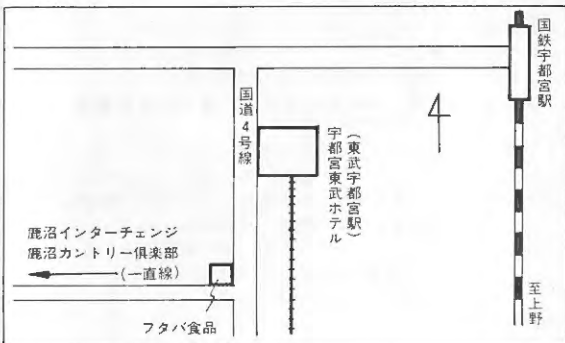 国鉄宇都宮駅
国道4号線
(東武宇都宮駅)
宇都宮東武ホテル
鹿沼インターチェンジ
鹿沼カントリー倶楽部
(一直線)
フタバ食品
至上野